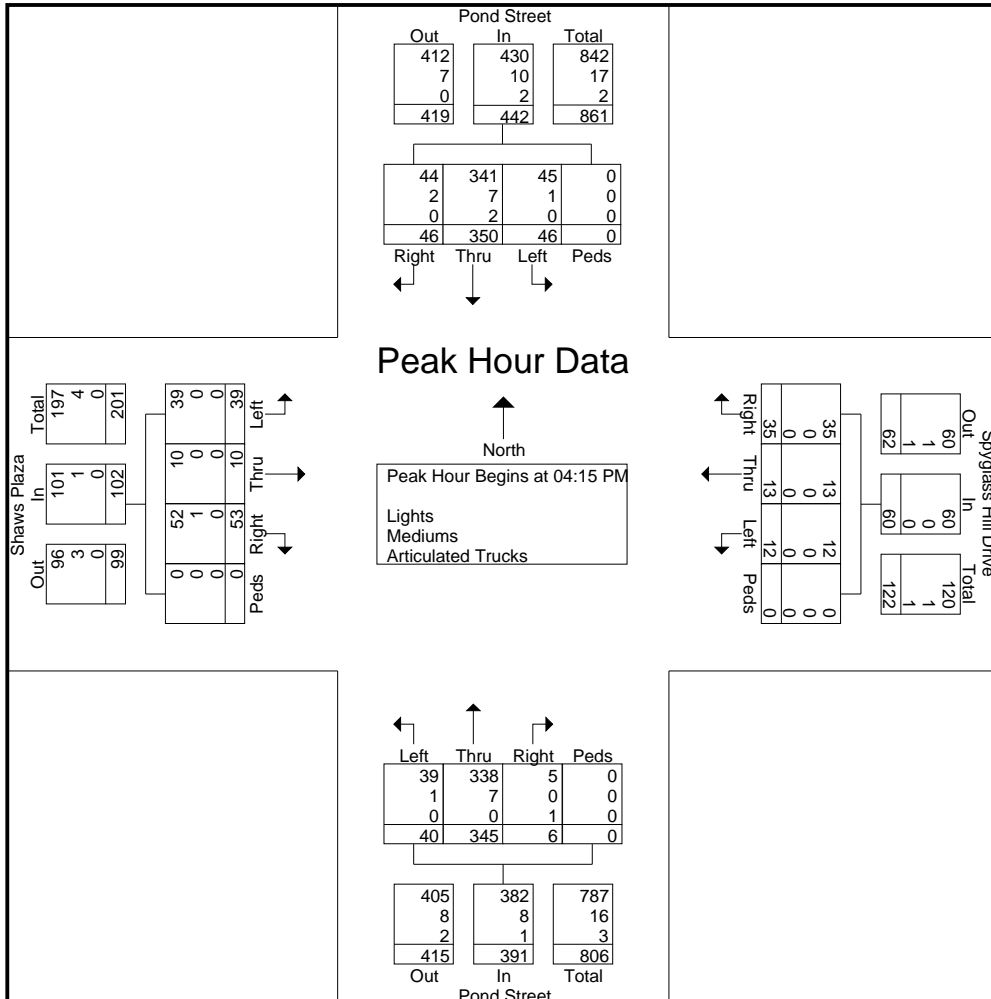 Pond Street
Out In Total
412 430 842
7 10 17
0 2 2
419 442 861
44 341 45 0
2 7 1 0
0 2 0 0
46 350 46 0
Right Thru Left Peds
Peak Hour Data
North
Peak Hour Begins at 04:15 PM
Lights
Mediums
Articulated Trucks
Shaws Plaza
Out In Total
96 101 197
3 1 4
0 0 0
99 102 201
0 52 10 39
0 1 0 0
0 0 0 0
0 53 10 39
Peds Right Thru Left
Spyglass Hill Drive
Out In Total
60 60 120
1 0 1
1 0 1
62 60 122
35 13 12 0
0 0 0 0
0 0 0 0
35 13 12 0
Right Thru Left Peds
Left Thru Right Peds
39 338 5 0
1 7 0 0
0 0 1 0
40 345 6 0
405 382 787
8 8 16
2 1 3
415 391 806
Out In Total
Pond Street